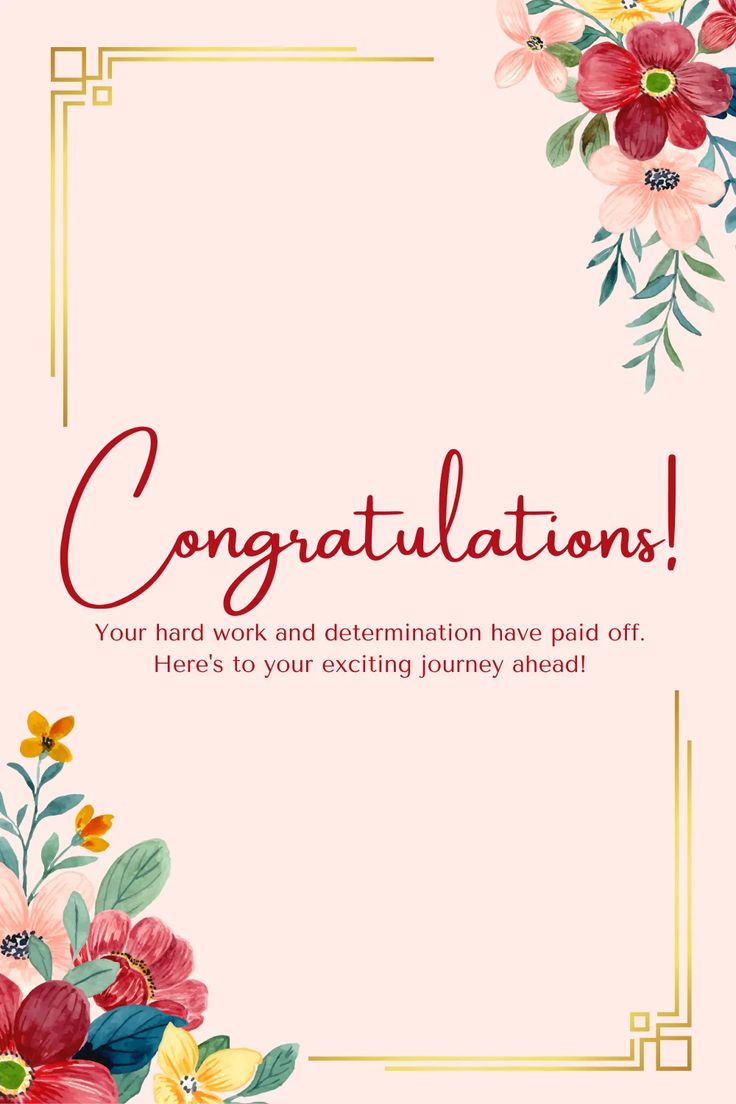 Congratulations!
Your hard work and determination have paid off.
Here's to your exciting journey ahead!